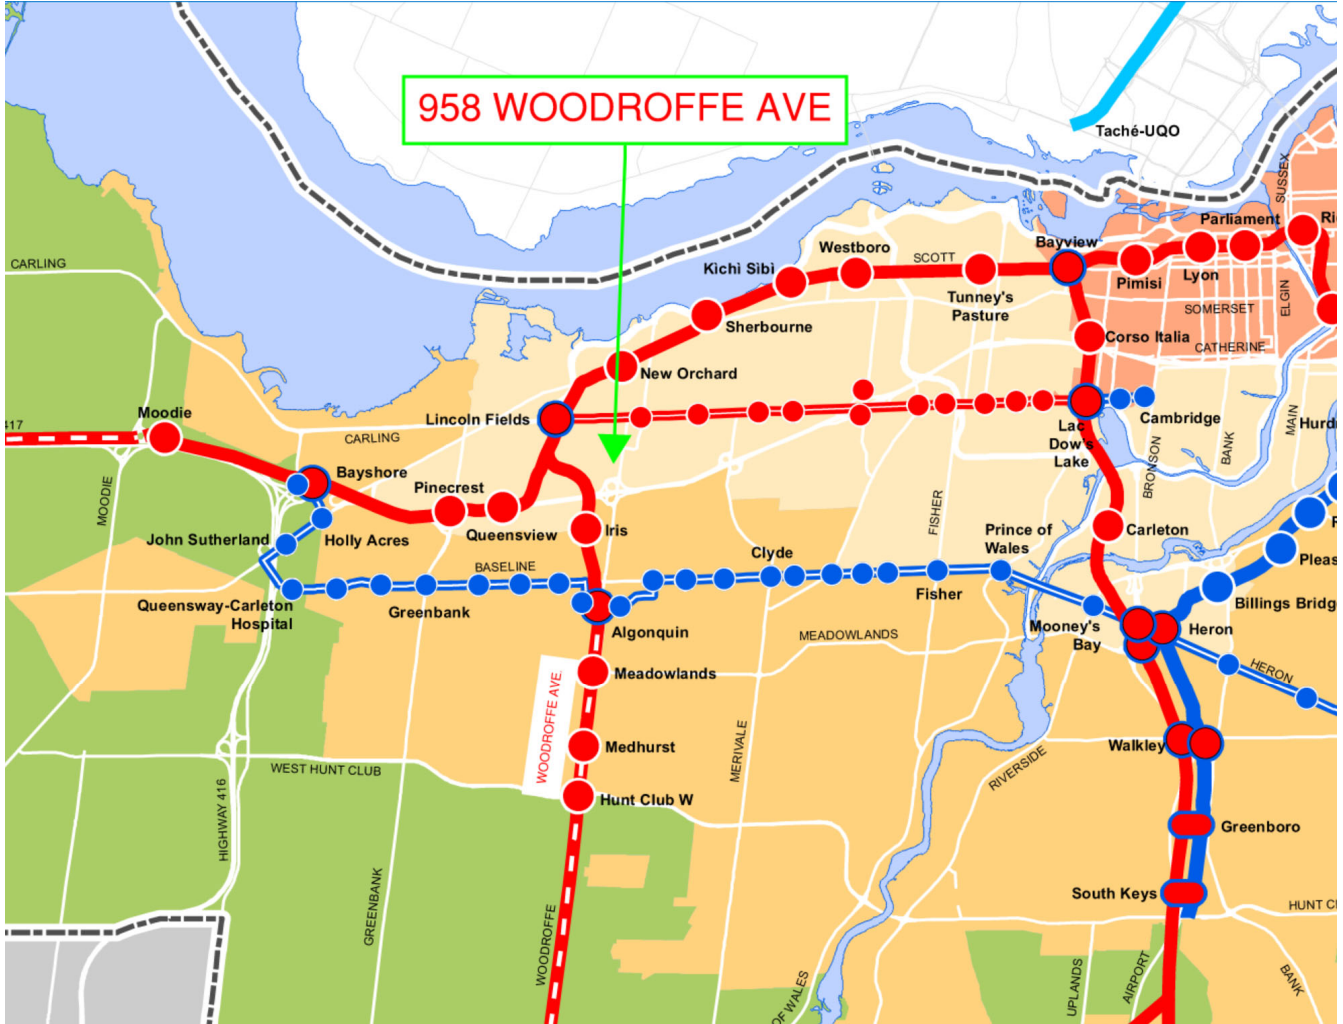 958 WOODROFFE AVE
Taché-UQO
SUSSEX
Parliament
Westboro
Bayview
SCOTT
Kìchì Sìbì
Pimisi
Lyon
CARLING
Tunney's
Pasture
SOMERSET
ELGIN
Sherbourne
Corso Italia
CATHERINE
New Orchard
Moodie
Lincoln Fields
Cambridge
417
CARLING
Lac
Dow's
Lake
MAIN
BANK
BRONSON
Bayshore
Pinecrest
MOODIE
Queensview
Iris
FISHER
Carleton
John Sutherland
Holly Acres
Prince of
Wales
Clyde
BASELINE
Queensway-Carleton
Hospital
Greenbank
Fisher
Billings Bridg
Algonquin
Mooney's
Bay
Heron
MEADOWLANDS
HERON
Meadowlands
WOODROFFE AVE
Medhurst
MERIVALE
Walkley
RIVERSIDE
WEST HUNT CLUB
Hunt Club W
HIGHWAY 416
Greenboro
South Keys
GREENBANK
WOODROFFE
UPLANDS
AIRPORT
BANK
OF WALES